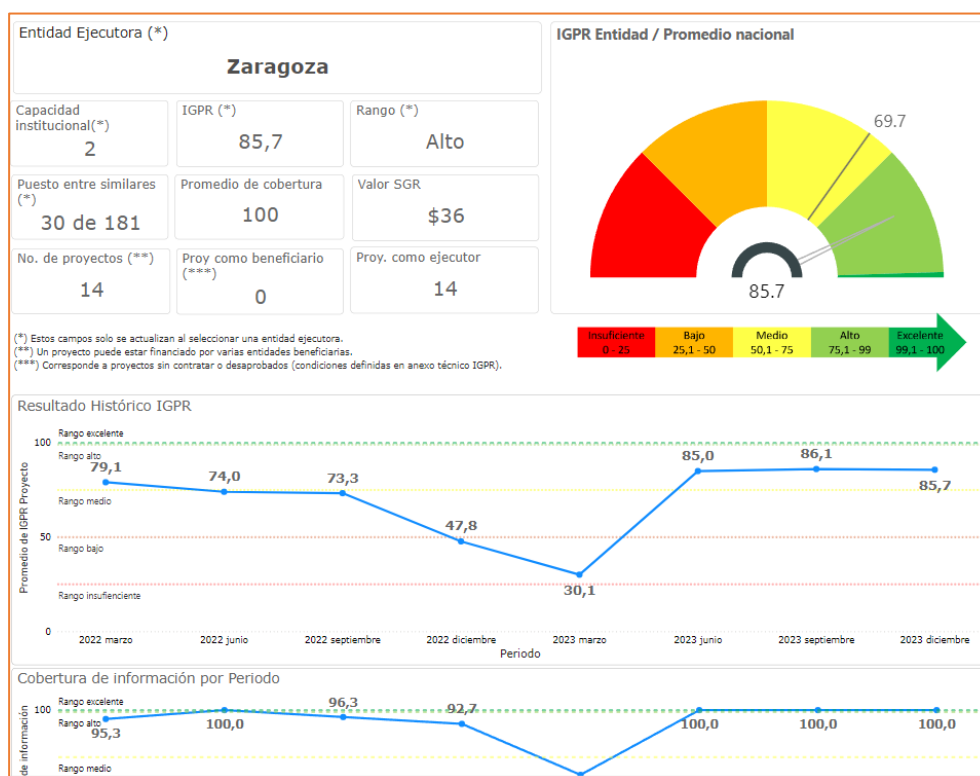 Entidad Ejecutora (*)
Zaragoza
Capacidad
institucional(*)
2
IGPR (*)
85,7
Rango (*)
Alto
Puesto entre similares
(*)
30 de 181
Promedio de cobertura
100
Valor SGR
$36
No. de proyectos (**)
14
Proy como beneficiario
(***)
0
Proy. como ejecutor
14
(*) Estos campos solo se actualizan al seleccionar una entidad ejecutora.
(**) Un proyecto puede estar financiado por varias entidades beneficiarias.
(***) Corresponde a proyectos sin contratar o desaprobados (condiciones definidas en anexo técnico IGPR).
IGPR Entidad / Promedio nacional
69.7
85.7
Insuficiente
0 - 25
Bajo
25,1 - 50
Medio
50,1 - 75
Alto
75,1 - 99
Excelente
99,1 - 100
Resultado Histórico IGPR
Promedio de IGPR Proyecto
100
50
0
Rango excelente
Rango alto
Rango medio
Rango bajo
Rango insufienciente
79,1
74,0
73,3
47,8
30,1
85,0
86,1
85,7
2022 marzo
2022 junio
2022 septiembre
2022 diciembre
2023 marzo
2023 junio
2023 septiembre
2023 diciembre
Periodo
Cobertura de información por Periodo
de información
100
Rango excelente
Rango alto
Rango medio
95,3
100,0
96,3
92,7
100,0
100,0
100,0